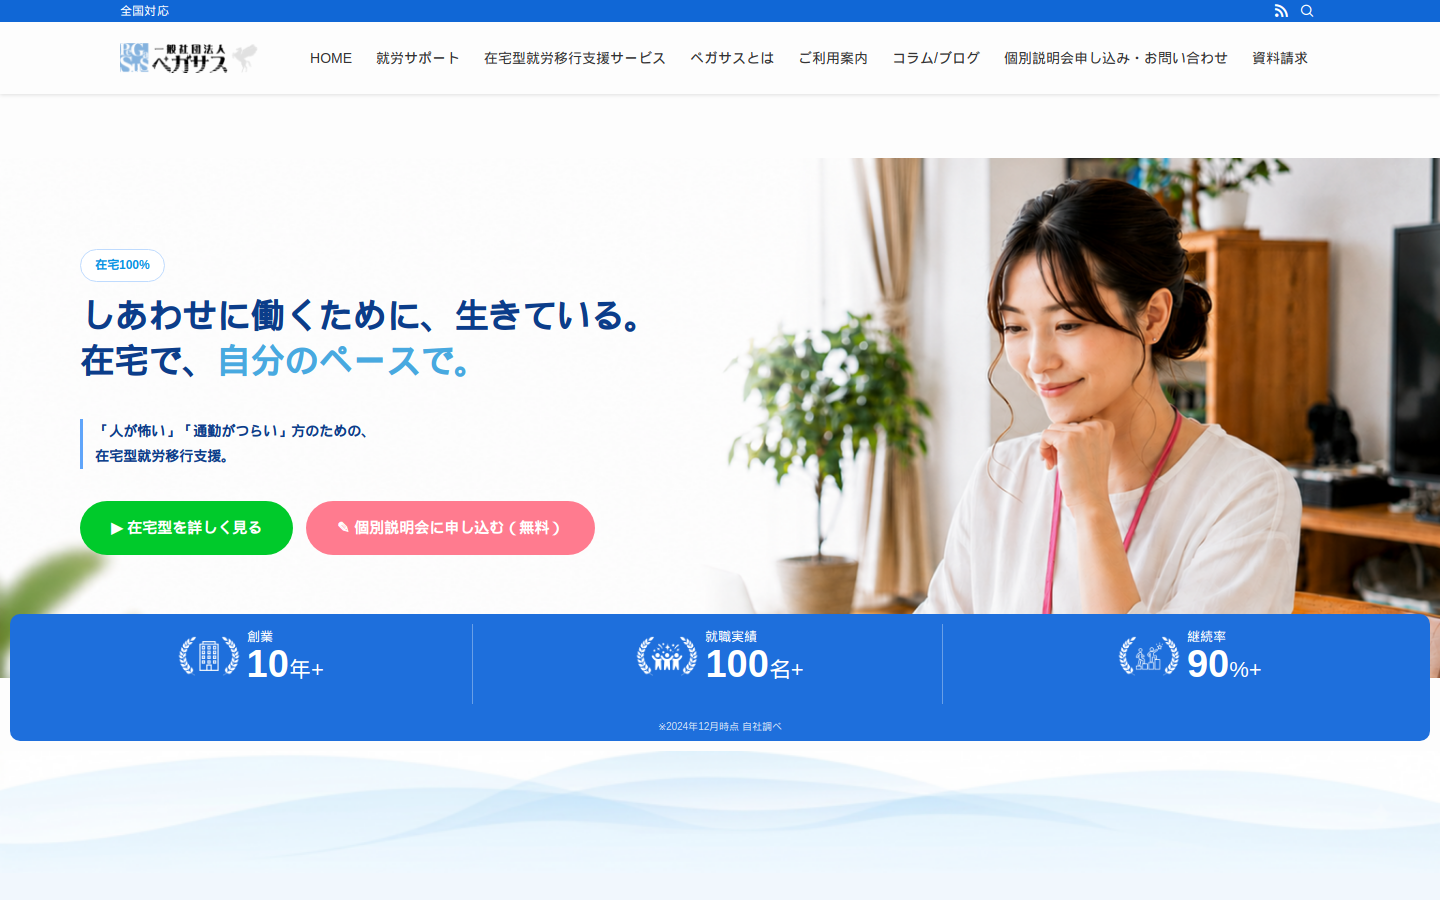 全国対応
一般社団法人
ペガサス
HOME
就労サポート
在宅型就労移行支援サービス
ペガサスとは
ご利用案内
コラム/ブログ
個別説明会申し込み・お問い合わせ
資料請求
在宅100%
しあわせに働くために、生きている。
在宅で、自分のペースで。
「人が怖い」「通勤がつらい」方のための、
在宅型就労移行支援。
▶ 在宅型を詳しく見る
✎ 個別説明会に申し込む（無料）
創業
10年+
就職実績
100名+
継続率
90%+
※2024年12月時点 自社調べ